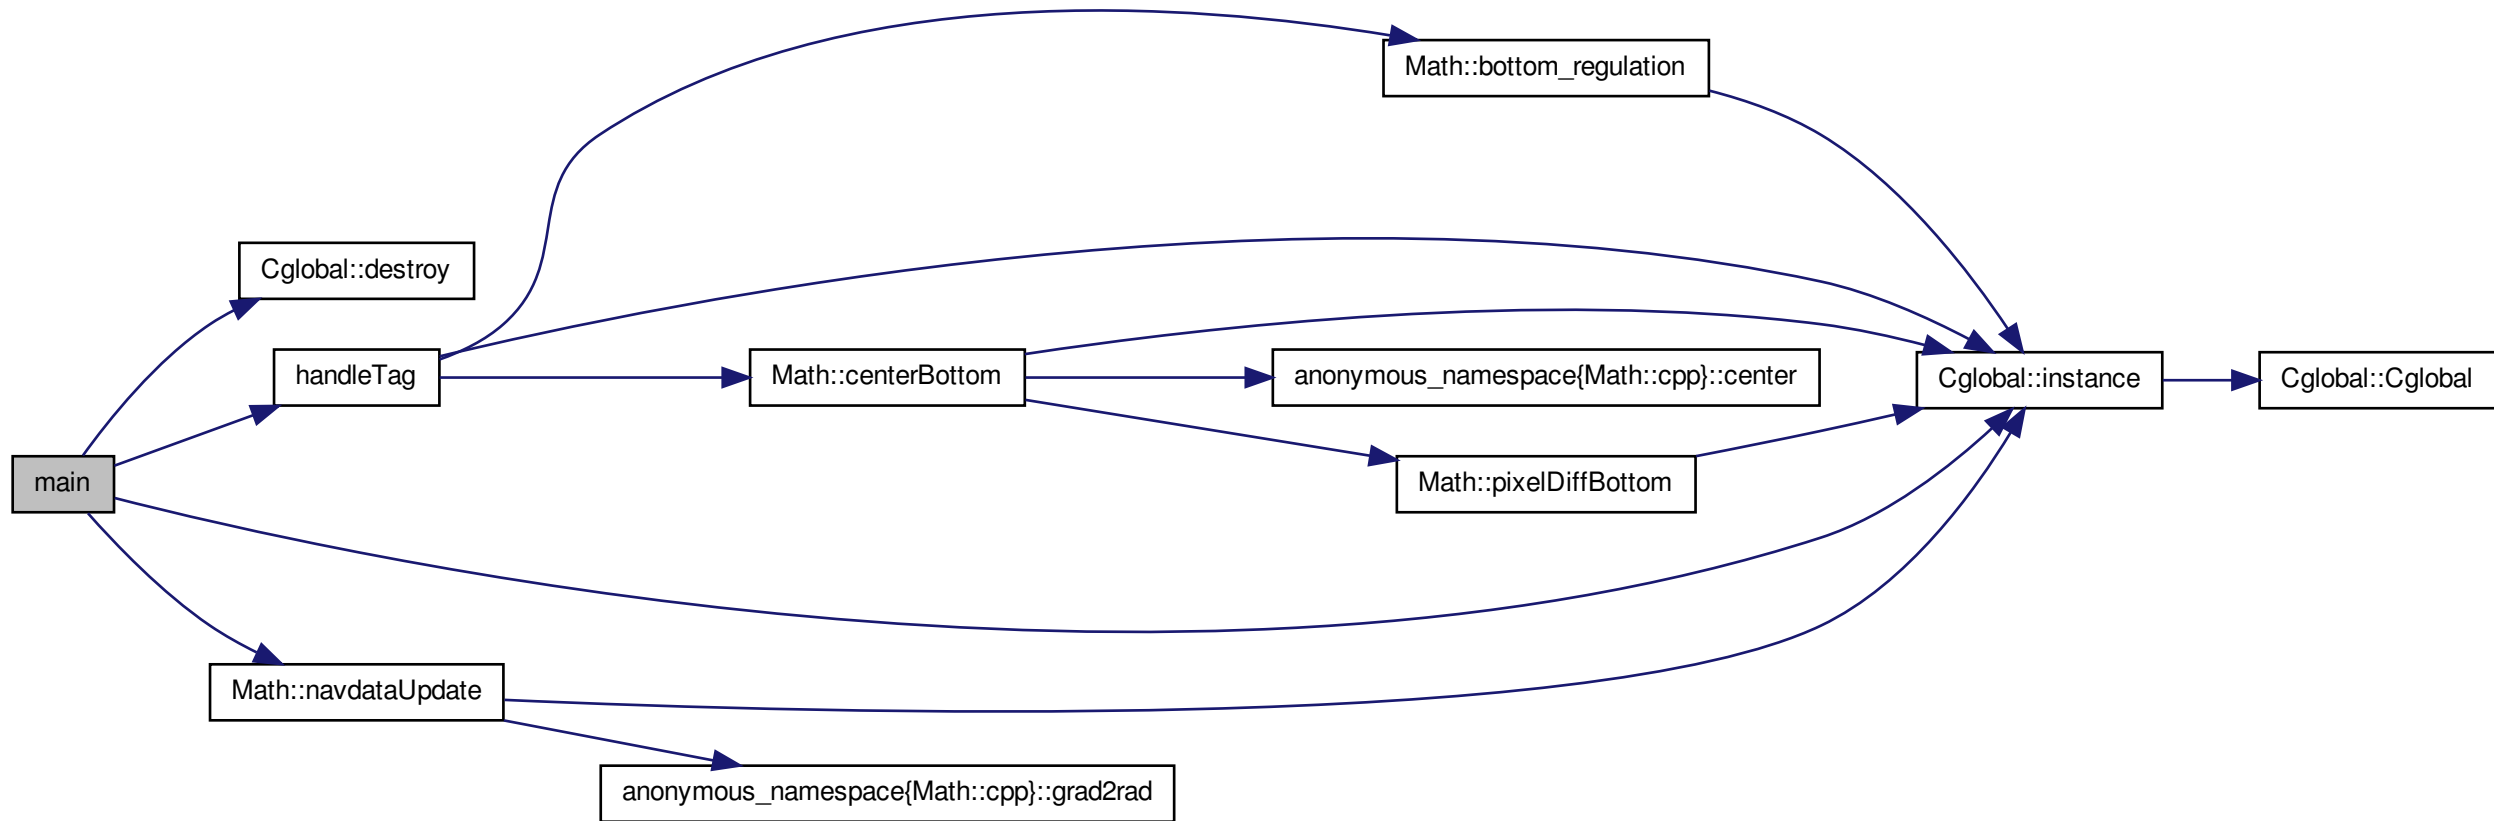 Math::bottom_regulation
Cglobal::destroy
handleTag
Math::centerBottom
anonymous_namespace{Math::cpp}::center
Cglobal::instance
Cglobal::Cglobal
main
Math::pixelDiffBottom
Math::navdataUpdate
anonymous_namespace{Math::cpp}::grad2rad